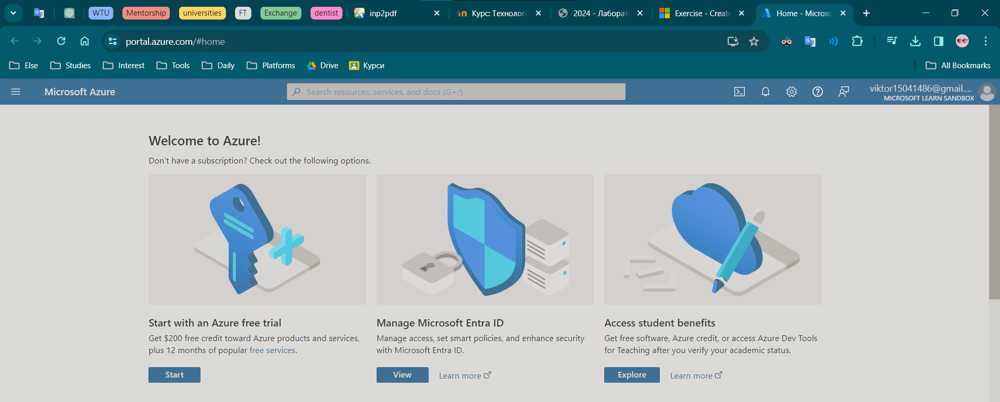 WTU Mentorship universities FT Exchange dentist inp2pdf Курс: Технологі 2024 - Лаборат Exercise - Create Home - Microso
portal.azure.com/#home
Else Studies Interest Tools Daily Platforms Drive Курси All Bookmarks
Microsoft Azure Search resources, services, and docs (G+/) viktor15041486@gmail....
MICROSOFT LEARN SANDBOX
Welcome to Azure!
Don't have a subscription? Check out the following options.
Start with an Azure free trial
Get $200 free credit toward Azure products and services,
plus 12 months of popular free services.
Start
Manage Microsoft Entra ID
Manage access, set smart policies, and enhance security
with Microsoft Entra ID.
View Learn more
Access student benefits
Get free software, Azure credit, or access Azure Dev Tools
for Teaching after you verify your academic status.
Explore Learn more